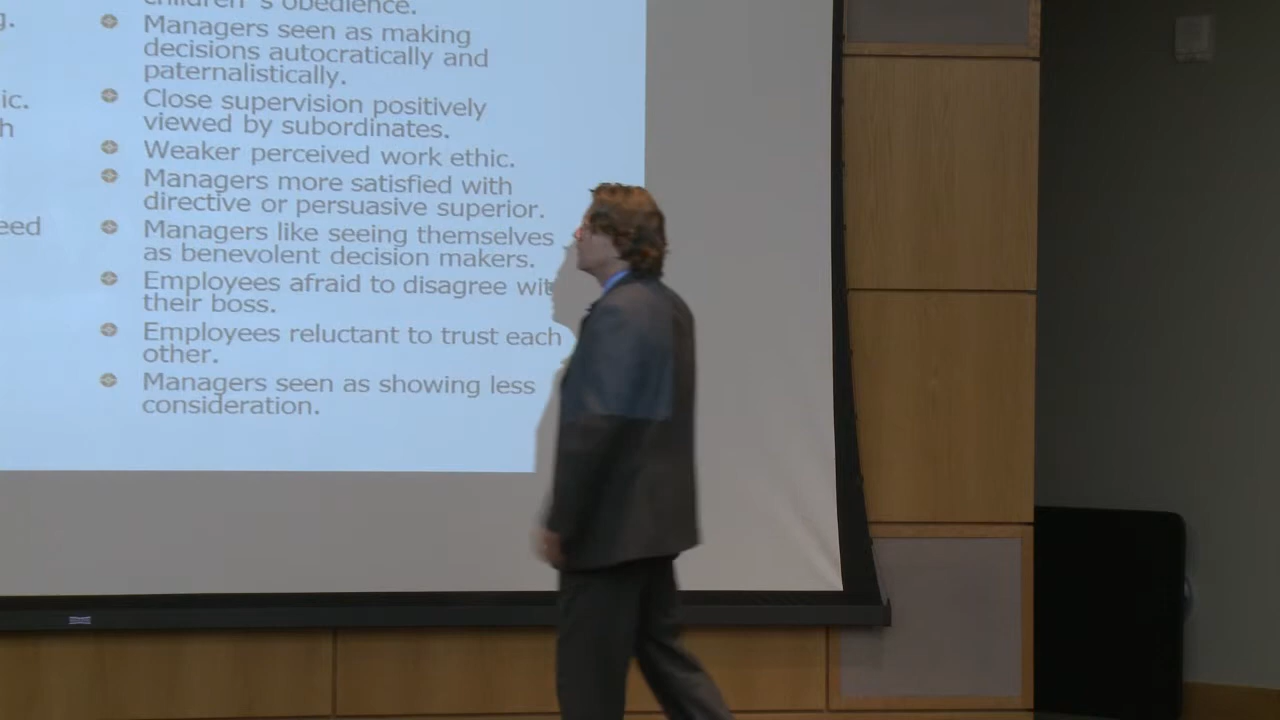 children's obedience.
Managers seen as making
decisions autocratically and
paternalistically.
Close supervision positively
viewed by subordinates.
Weaker perceived work ethic.
Managers more satisfied with
directive or persuasive superior.
Managers like seeing themselves
as benevolent decision makers.
Employees afraid to disagree wit
their boss.
Employees reluctant to trust each
other.
Managers seen as showing less
consideration.